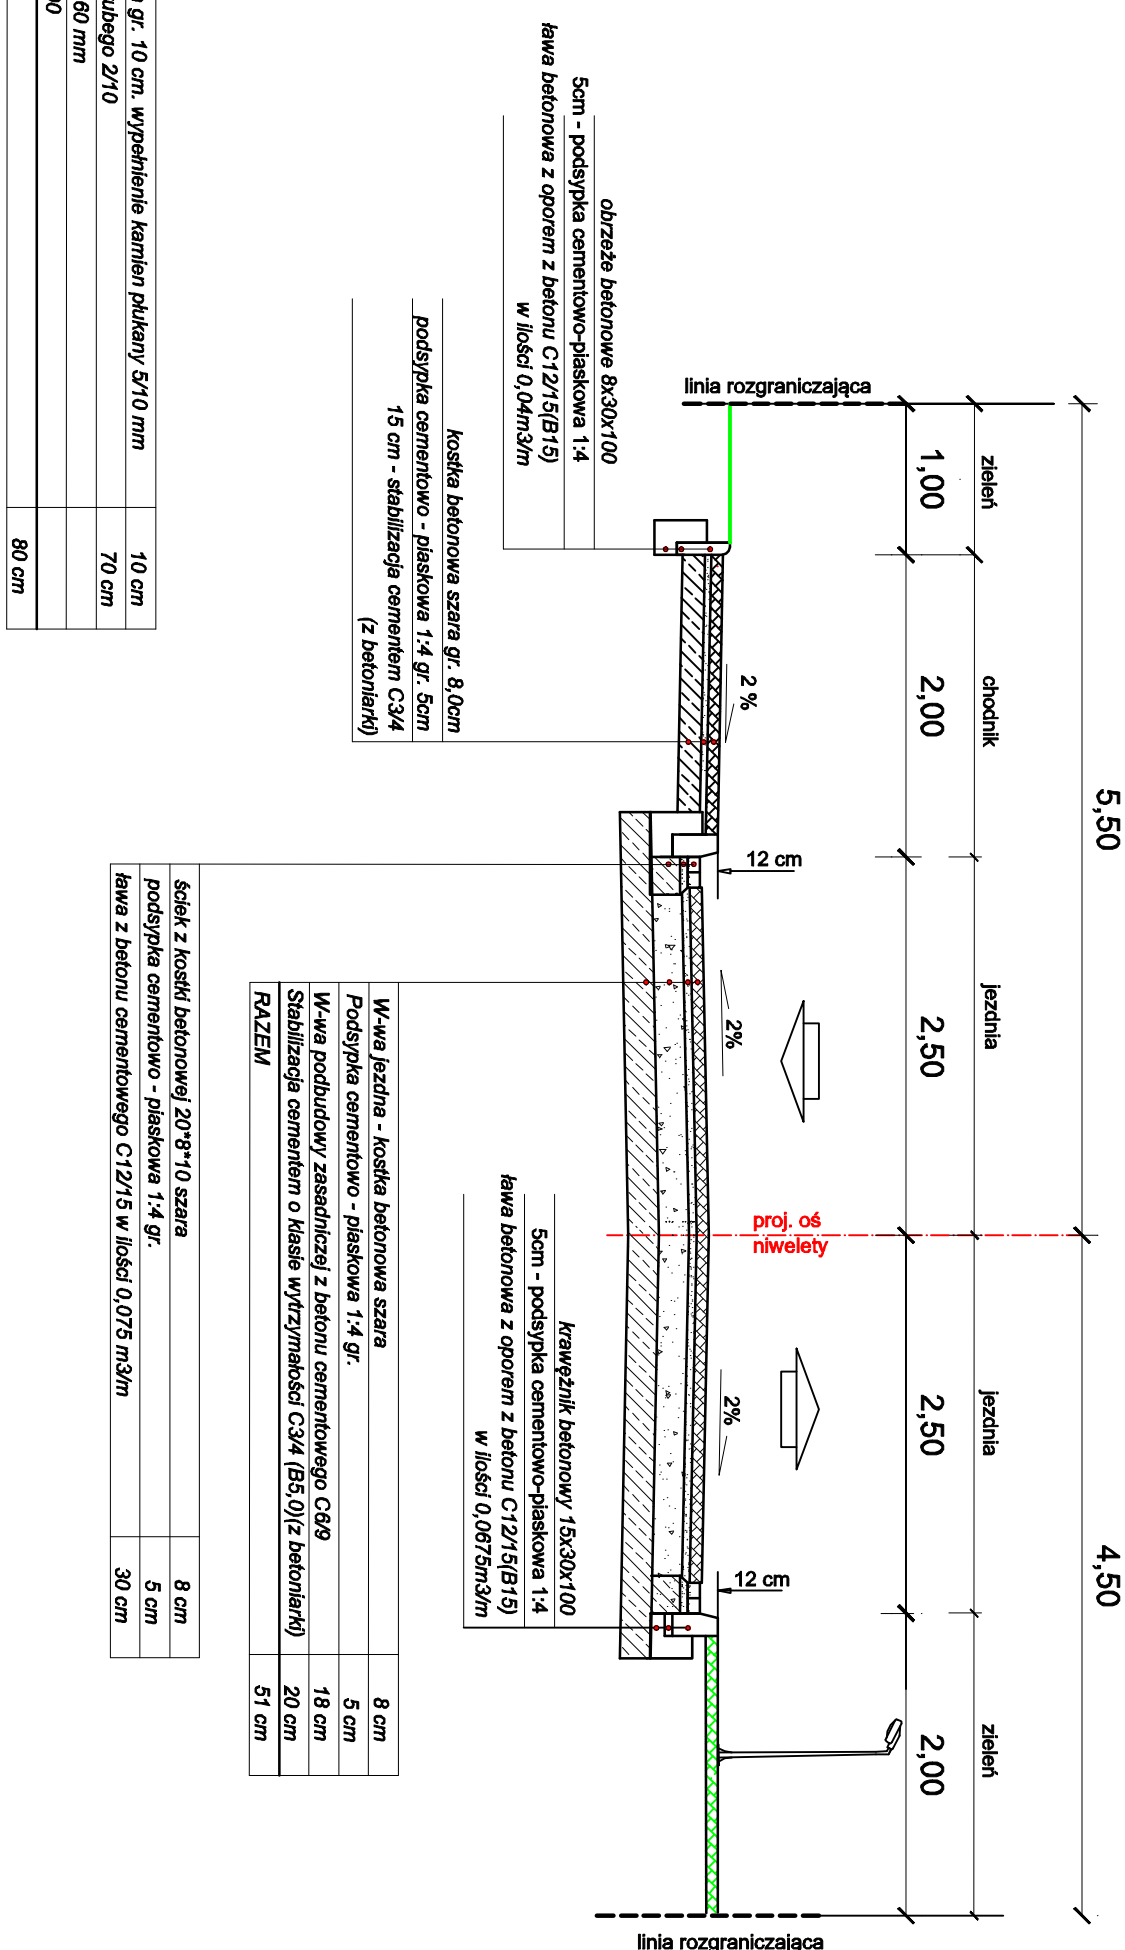 5,50
4,50
zieleń
chodnik
jezdnia
jezdnia
zieleń
1,00
2,00
2,50
2,50
2,00
linia rozgraniczająca
linia rozgraniczająca
proj. oś
niwelety
2 %
12 cm
2%
2%
12 cm
obrzeże betonowe 8x30x100
5cm - podsypka cementowo-piaskowa 1:4
ława betonowa z oporem z betonu C12/15(B15)
w ilości 0,04m3/m
kostka betonowa szara gr. 8,0cm
podsypka cementowo - piaskowa 1:4 gr. 5cm
15 cm - stabilizacja cementem C3/4
(z betoniarki)
krawężnik betonowy 15x30x100
5cm - podsypka cementowo-piaskowa 1:4
ława betonowa z oporem z betonu C12/15(B15)
w ilości 0,0675m3/m
W-wa jezdna - kostka betonowa szara 8 cm
Podsypka cementowo - piaskowa 1:4 gr. 5 cm
W-wa podbudowy zasadniczej z betonu cementowego C6/9 18 cm
Stabilizacja cementem o klasie wytrzymałości C3/4 (B5,0)(z betoniarki) 20 cm
RAZEM 51 cm
ściek z kostki betonowej 20*8*10 szara 8 cm
podsypka cementowo - piaskowa 1:4 gr. 5 cm
ława z betonu cementowego C12/15 w ilości 0,075 m3/m 30 cm
gr. 10 cm. wypełnienie kamien płukany 5/10 mm 10 cm
ubego 2/10 70 cm
60 mm
80 cm